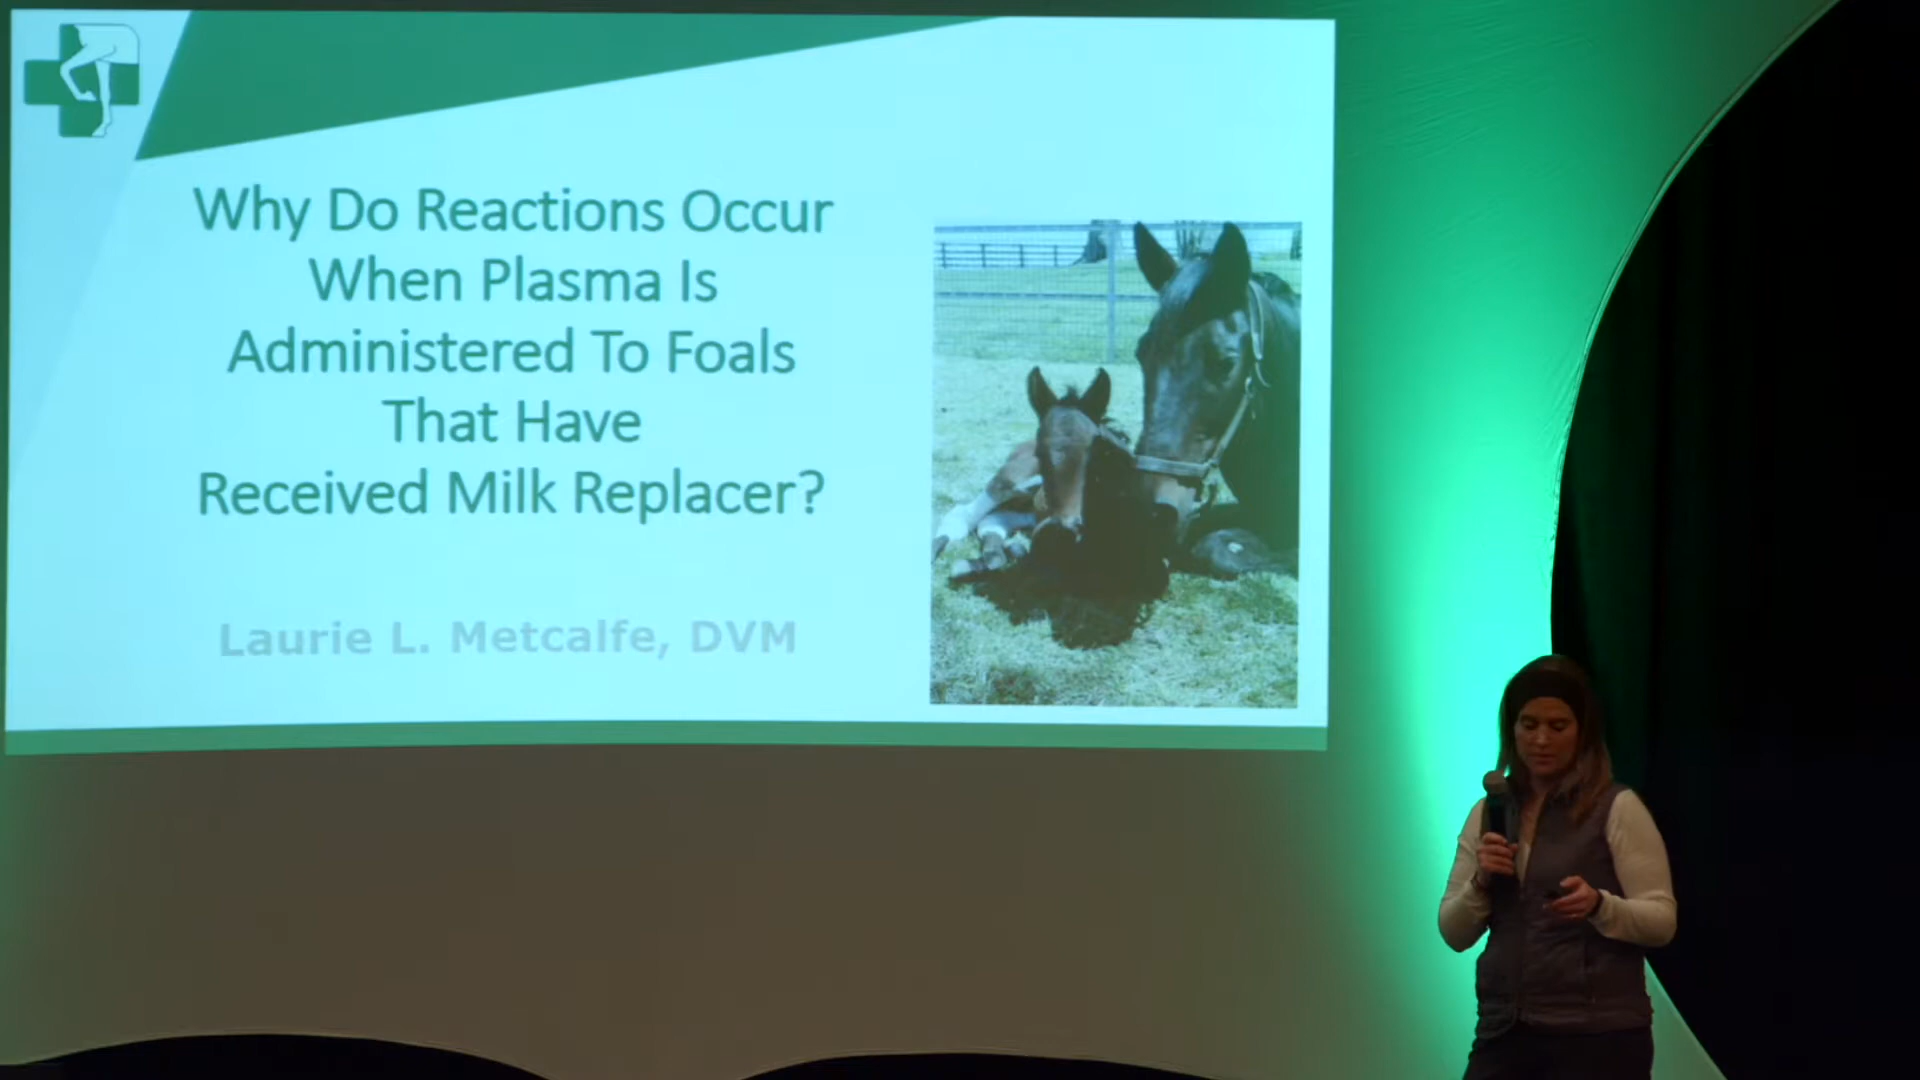 Why Do Reactions Occur
When Plasma Is
Administered To Foals
That Have
Received Milk Replacer?
Laurie L. Metcalfe, DVM